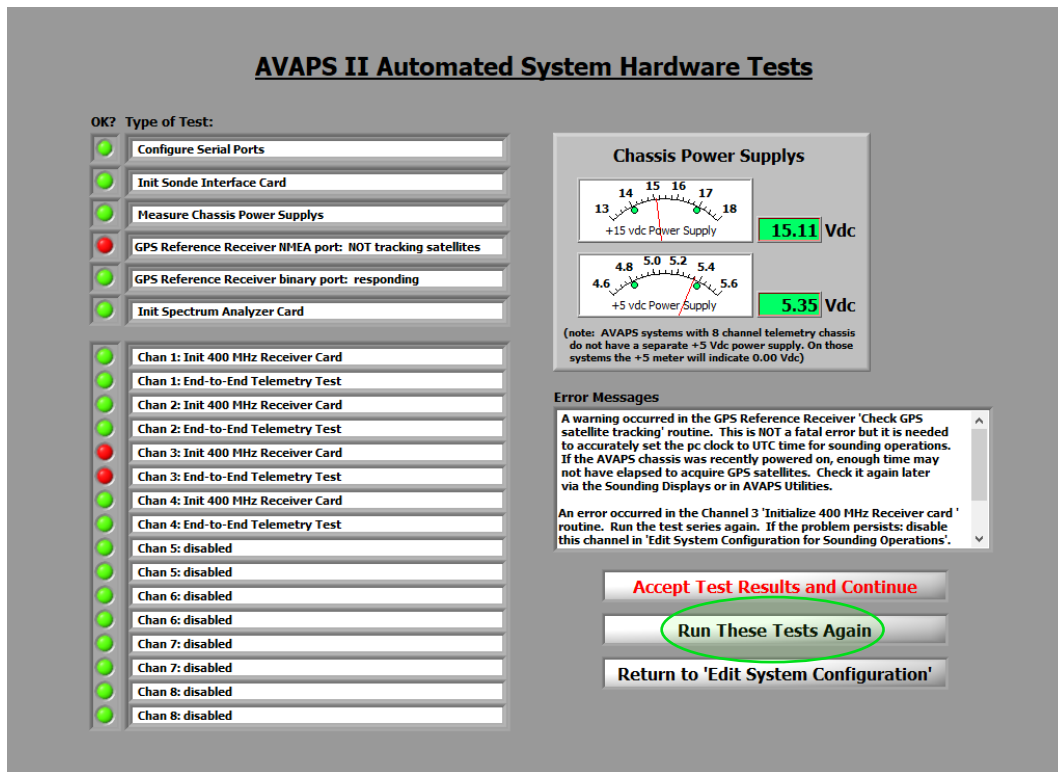 AVAPS II Automated System Hardware Tests
OK? Type of Test:
Configure Serial Ports
Init Sonde Interface Card
Measure Chassis Power Supplys
GPS Reference Receiver NMEA port: NOT tracking satellites
GPS Reference Receiver binary port: responding
Init Spectrum Analyzer Card
Chan 1: Init 400 MHz Receiver Card
Chan 1: End-to-End Telemetry Test
Chan 2: Init 400 MHz Receiver Card
Chan 2: End-to-End Telemetry Test
Chan 3: Init 400 MHz Receiver Card
Chan 3: End-to-End Telemetry Test
Chan 4: Init 400 MHz Receiver Card
Chan 4: End-to-End Telemetry Test
Chan 5: disabled
Chan 5: disabled
Chan 6: disabled
Chan 6: disabled
Chan 7: disabled
Chan 7: disabled
Chan 8: disabled
Chan 8: disabled
Chassis Power Supplys
13 14 15 16 17 18
+15 vdc Power Supply
15.11 Vdc
4.6 4.8 5.0 5.2 5.4 5.6
+5 vdc Power Supply
5.35 Vdc
(note: AVAPS systems with 8 channel telemetry chassis
do not have a separate +5 Vdc power supply. On those
systems the +5 meter will indicate 0.00 Vdc)
Error Messages
A warning occurred in the GPS Reference Receiver 'Check GPS
satellite tracking' routine. This is NOT a fatal error but it is needed
to accurately set the pc clock to UTC time for sounding operations.
If the AVAPS chassis was recently powered on, enough time may
not have elapsed to acquire GPS satellites. Check it again later
via the Sounding Displays or in AVAPS Utilities.
An error occurred in the Channel 3 'Initialize 400 MHz Receiver card '
routine. Run the test series again. If the problem persists: disable
this channel in 'Edit System Configuration for Sounding Operations'.
Accept Test Results and Continue
Run These Tests Again
Return to 'Edit System Configuration'